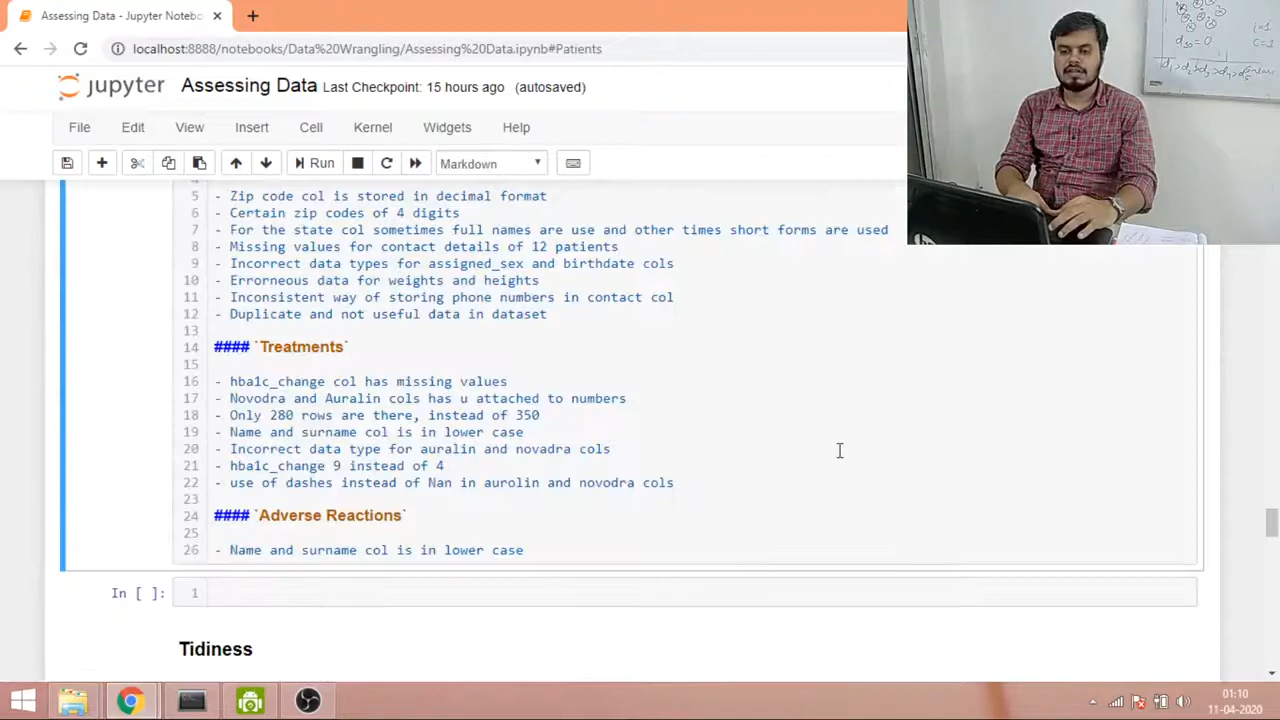 Assessing Data - Jupyter Notebo
localhost:8888/notebooks/Data%20Wrangling/Assessing%20Data.ipynb#Patients
jupyter Assessing Data Last Checkpoint: 15 hours ago (autosaved)
File Edit View Insert Cell Kernel Widgets Help
Run Markdown
5 - Zip code col is stored in decimal format
6 - Certain zip codes of 4 digits
7 - For the state col sometimes full names are use and other times short forms are used
8 - Missing values for contact details of 12 patients
9 - Incorrect data types for assigned_sex and birthdate cols
10 - Errorneous data for weights and heights
11 - Inconsistent way of storing phone numbers in contact col
12 - Duplicate and not useful data in dataset
13
14 #### `Treatments`
15
16 - hba1c_change col has missing values
17 - Novodra and Auralin cols has u attached to numbers
18 - Only 280 rows are there, instead of 350
19 - Name and surname col is in lower case
20 - Incorrect data type for auralin and novadra cols
21 - hba1c_change 9 instead of 4
22 - use of dashes instead of Nan in aurolin and novodra cols
23
24 #### `Adverse Reactions`
25
26 - Name and surname col is in lower case
In [ ]: 1
Tidiness
01:10
11-04-2020